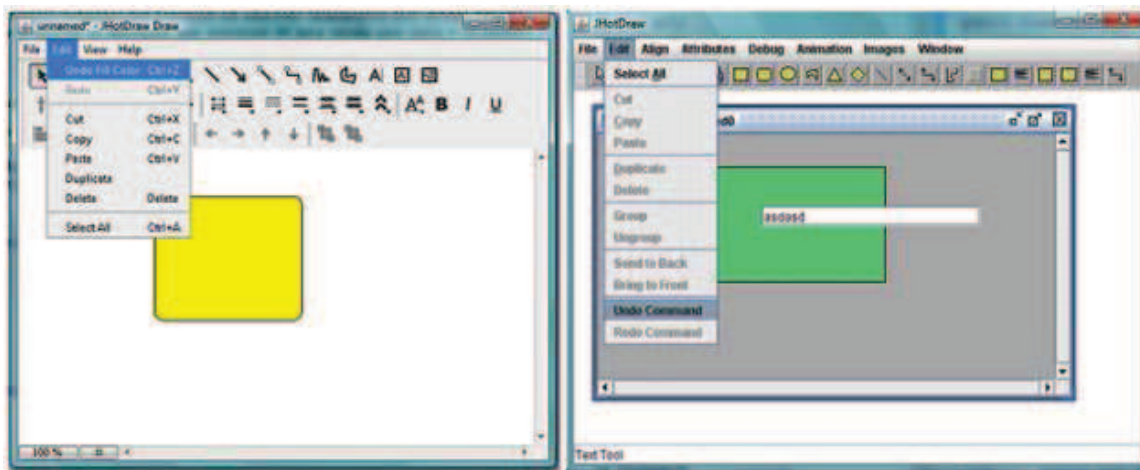 unnamed* - JHotDraw Draw
File Edit View Help
Undo Fill Color Ctrl+Z
Redo Ctrl+Y
Cut Ctrl+X
Copy Ctrl+C
Paste Ctrl+V
Duplicate
Delete Delete
Select All Ctrl+A
A A
A B I U
100 %
JHotDraw
File Edit Align Attributes Debug Animation Images Window
Select All
Cut
Copy
Paste
Duplicate
Delete
Group
Ungroup
Send to Back
Bring to Front
Undo Command
Redo Command
asdasd
Text Tool